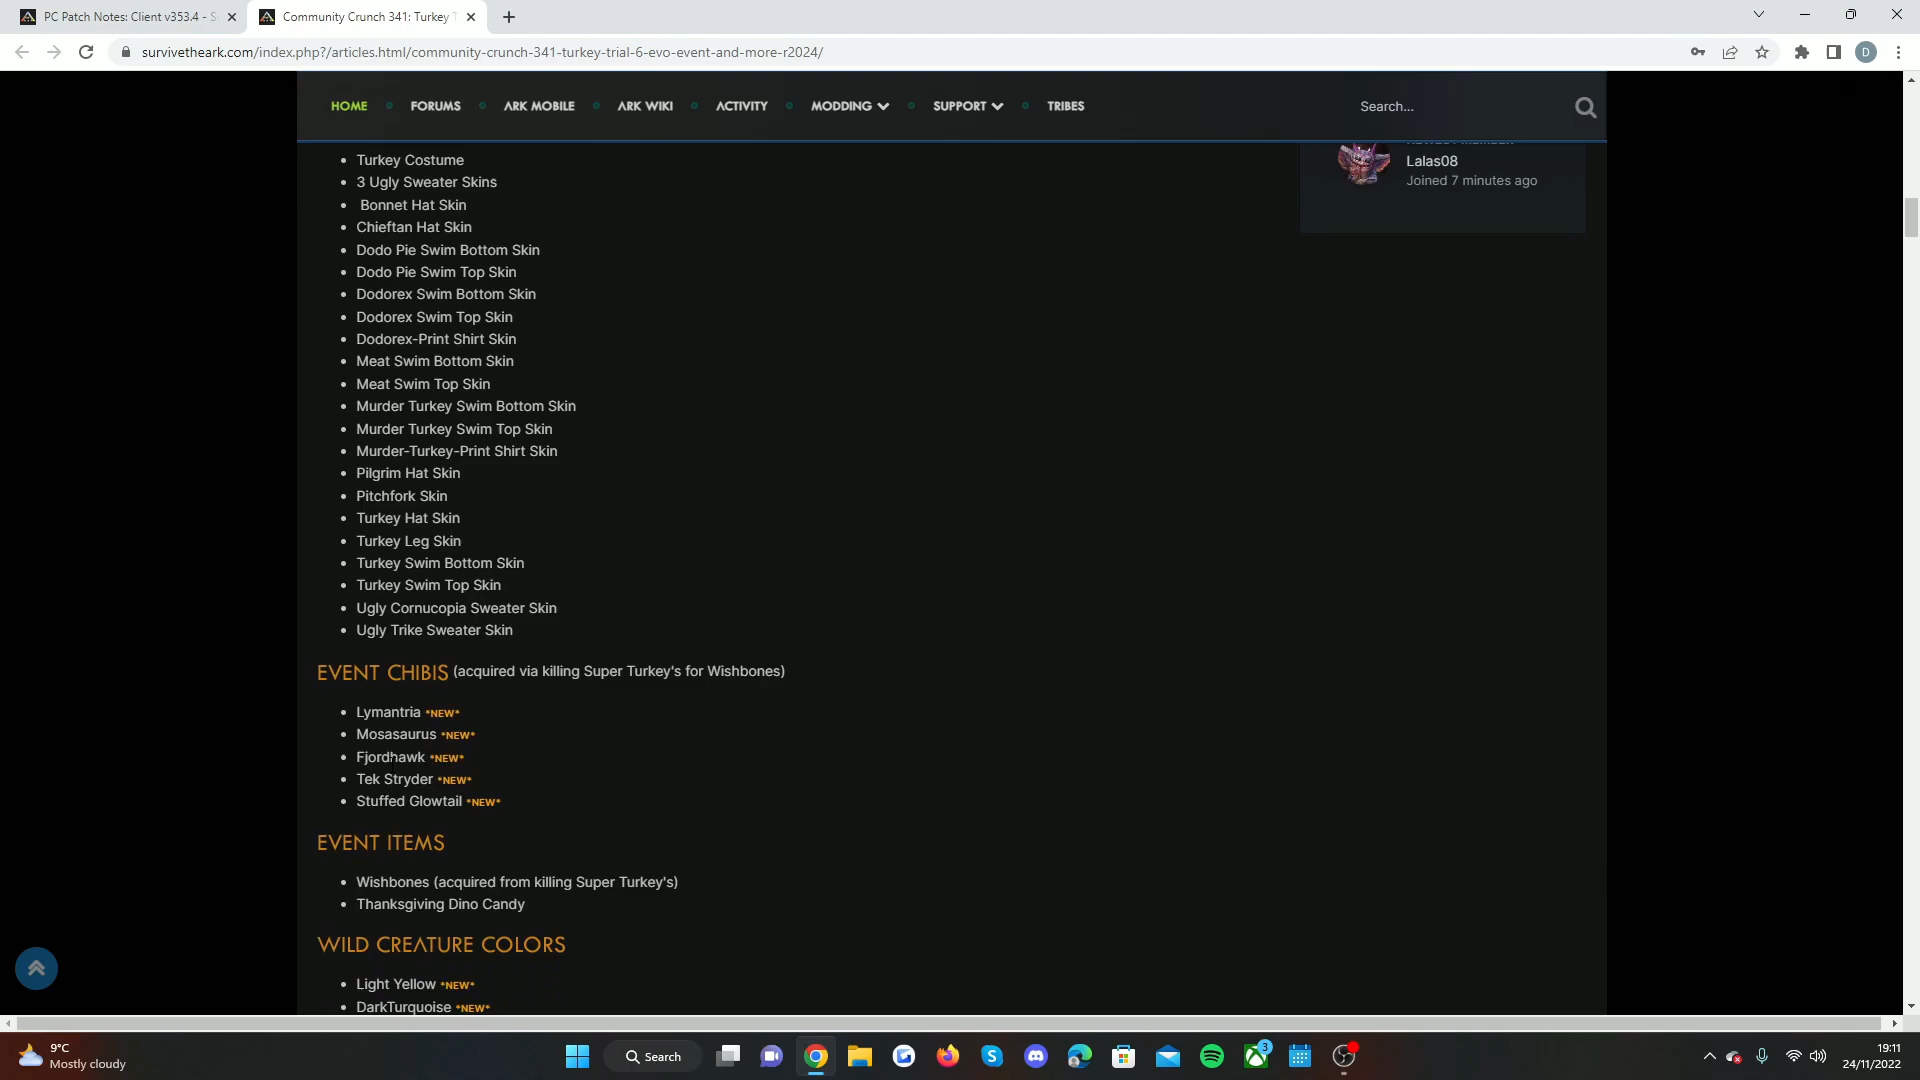 PC Patch Notes: Client v353.4 - S
Community Crunch 341: Turkey T
survivetheark.com/index.php?/articles.html/community-crunch-341-turkey-trial-6-evo-event-and-more-r2024/
D
HOME FORUMS ARK MOBILE ARK WIKI ACTIVITY MODDING SUPPORT TRIBES Search...
Lalas08
Joined 7 minutes ago
Turkey Costume
3 Ugly Sweater Skins
Bonnet Hat Skin
Chieftan Hat Skin
Dodo Pie Swim Bottom Skin
Dodo Pie Swim Top Skin
Dodorex Swim Bottom Skin
Dodorex Swim Top Skin
Dodorex-Print Shirt Skin
Meat Swim Bottom Skin
Meat Swim Top Skin
Murder Turkey Swim Bottom Skin
Murder Turkey Swim Top Skin
Murder-Turkey-Print Shirt Skin
Pilgrim Hat Skin
Pitchfork Skin
Turkey Hat Skin
Turkey Leg Skin
Turkey Swim Bottom Skin
Turkey Swim Top Skin
Ugly Cornucopia Sweater Skin
Ugly Trike Sweater Skin
EVENT CHIBIS (acquired via killing Super Turkey's for Wishbones)
Lymantria *NEW*
Mosasaurus *NEW*
Fjordhawk *NEW*
Tek Stryder *NEW*
Stuffed Glowtail *NEW*
EVENT ITEMS
Wishbones (acquired from killing Super Turkey's)
Thanksgiving Dino Candy
WILD CREATURE COLORS
Light Yellow *NEW*
DarkTurquoise *NEW*
9°C
Mostly cloudy
Search
3
19:11
24/11/2022